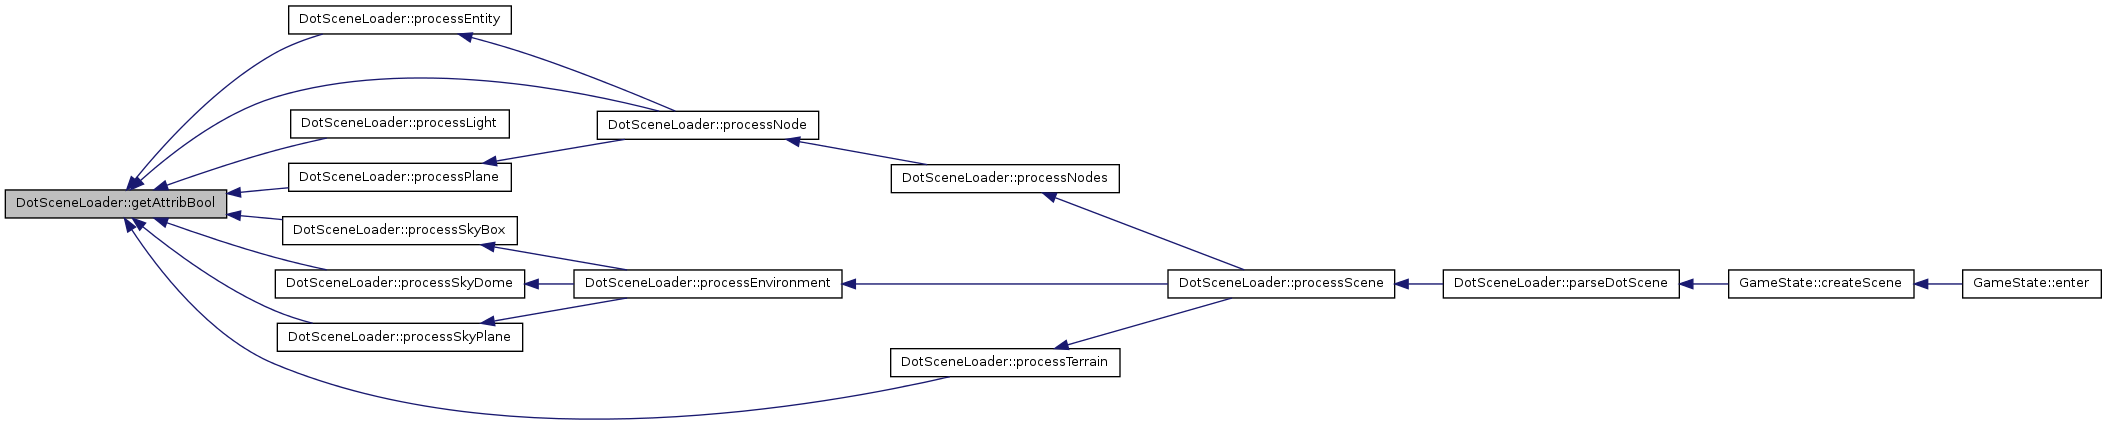 DotSceneLoader::processEntity
DotSceneLoader::processLight
DotSceneLoader::processNode
DotSceneLoader::processPlane
DotSceneLoader::processNodes
DotSceneLoader::getAttribBool
DotSceneLoader::processSkyBox
DotSceneLoader::processSkyDome
DotSceneLoader::processEnvironment
DotSceneLoader::processScene
DotSceneLoader::parseDotScene
GameState::createScene
GameState::enter
DotSceneLoader::processSkyPlane
DotSceneLoader::processTerrain